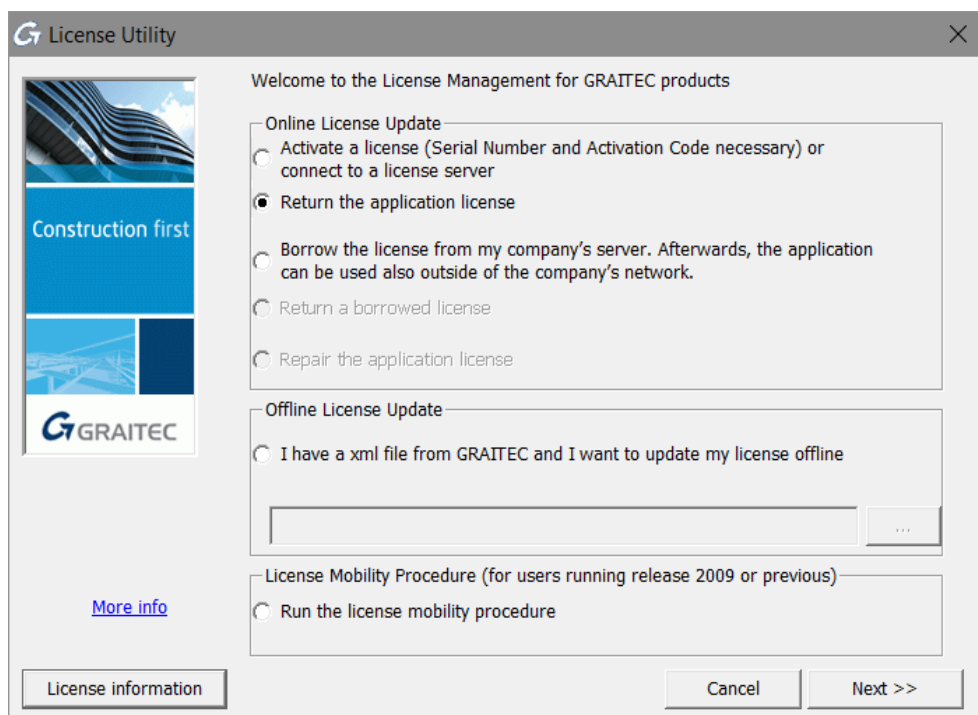 License Utility
Welcome to the License Management for GRAITEC products
Online License Update
Activate a license (Serial Number and Activation Code necessary) or
connect to a license server
Return the application license
Borrow the license from my company's server. Afterwards, the application
can be used also outside of the company's network.
Return a borrowed license
Repair the application license
Construction first
GRAITEC
Offline License Update
I have a xml file from GRAITEC and I want to update my license offline
...
License Mobility Procedure (for users running release 2009 or previous)
Run the license mobility procedure
More info
License information
Cancel
Next >>